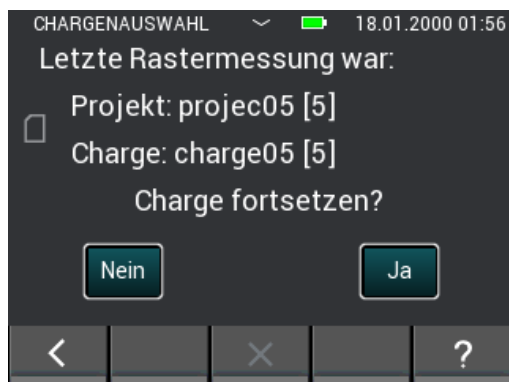 CHARGENAUSWAHL 18.01.2000 01:56
Letzte Rastermessung war:
Projekt: projec05 [5]
Charge: charge05 [5]
Charge fortsetzen?
Nein Ja
?